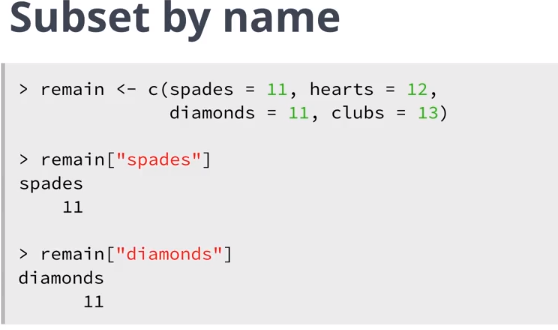 Subset by name
> remain <- c(spades = 11, hearts = 12,
              diamonds = 11, clubs = 13)
> remain["spades"]
spades
    11
> remain["diamonds"]
diamonds
      11